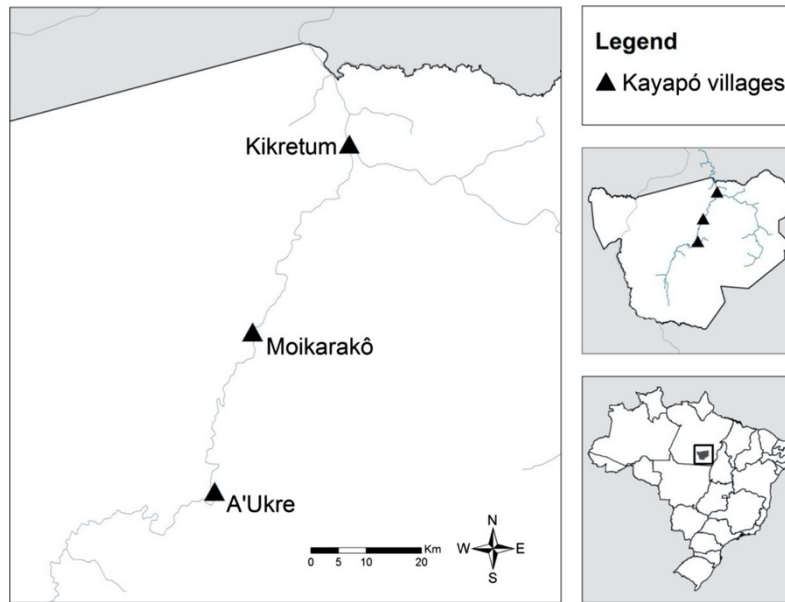 Kikretum
Moikarakô
A'Ukre
Km
0 5 10 20
N
W E
S
Legend
Kayapó villages